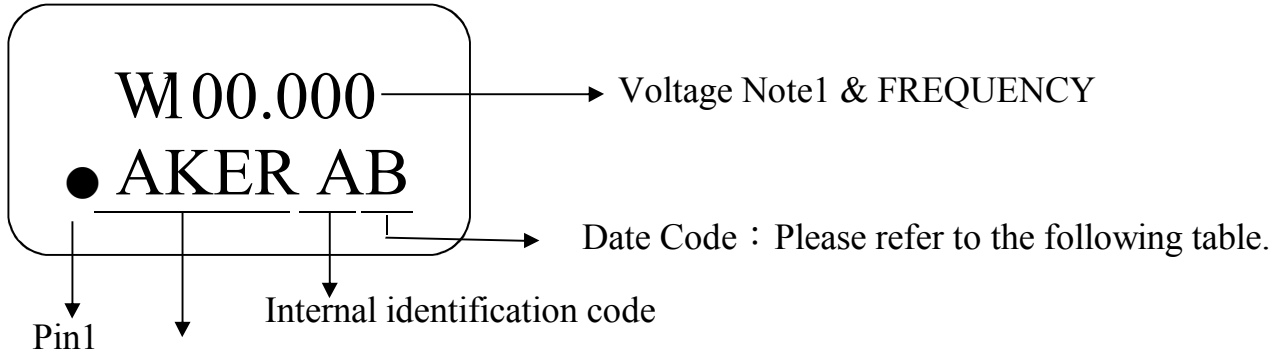 W100.000
Voltage Note1 & FREQUENCY
● AKER AB
Date Code：Please refer to the following table.
Internal identification code
Pin1